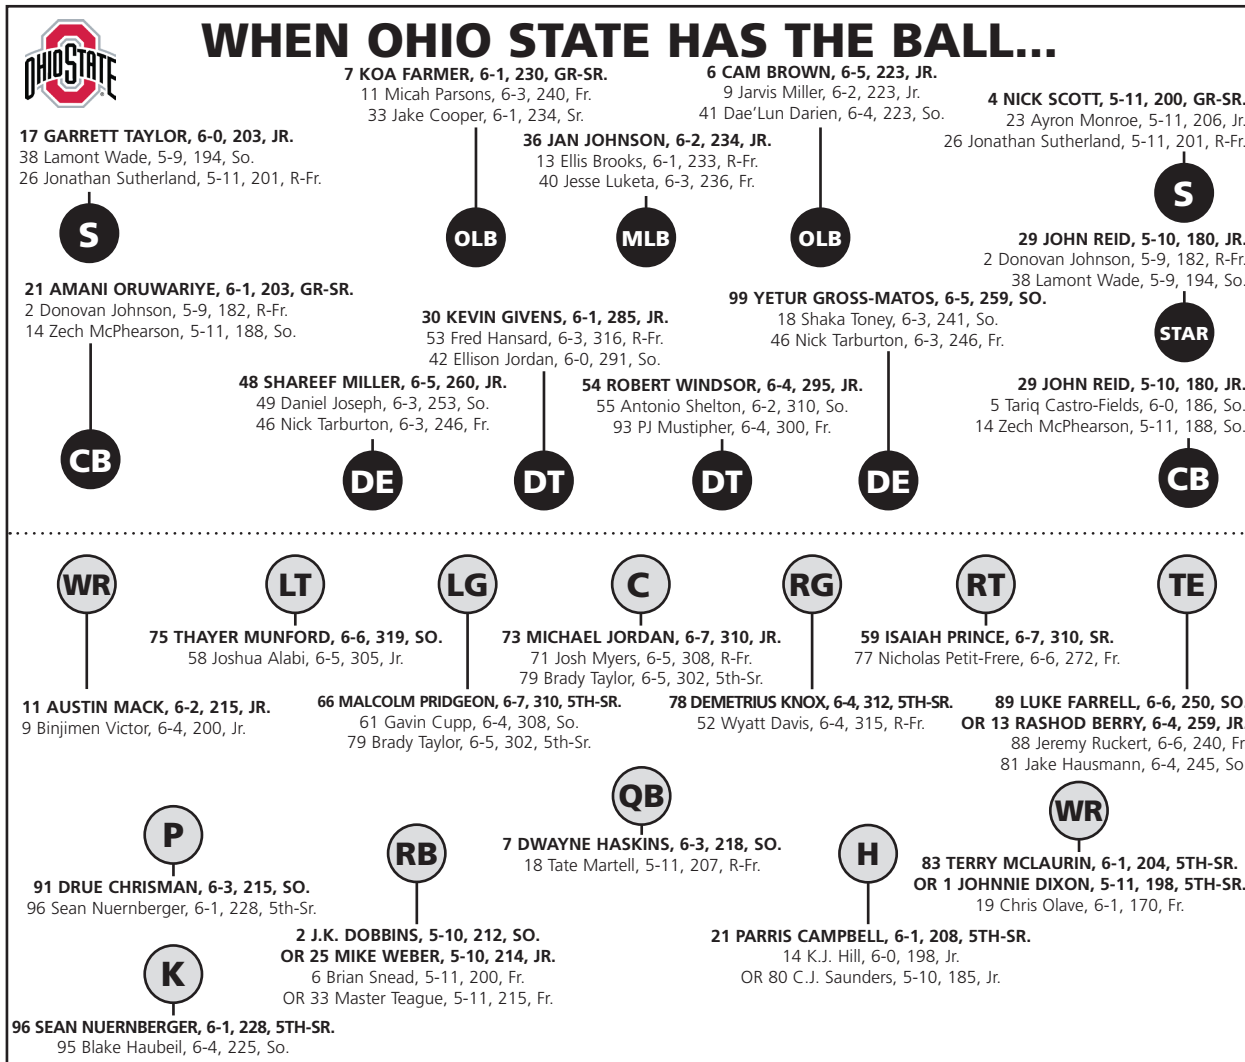 OHIO STATE
WHEN OHIO STATE HAS THE BALL...
17 GARRETT TAYLOR, 6-0, 203, JR.
38 Lamont Wade, 5-9, 194, So.
26 Jonathan Sutherland, 5-11, 201, R-Fr.
S
7 KOA FARMER, 6-1, 230, GR-SR.
11 Micah Parsons, 6-3, 240, Fr.
33 Jake Cooper, 6-1, 234, Sr.
OLB
36 JAN JOHNSON, 6-2, 234, JR.
13 Ellis Brooks, 6-1, 233, R-Fr.
40 Jesse Luketa, 6-3, 236, Fr.
MLB
6 CAM BROWN, 6-5, 223, JR.
9 Jarvis Miller, 6-2, 223, Jr.
41 Dae'Lun Darien, 6-4, 223, So.
OLB
4 NICK SCOTT, 5-11, 200, GR-SR.
23 Ayron Monroe, 5-11, 206, Jr.
26 Jonathan Sutherland, 5-11, 201, R-Fr.
S
21 AMANI ORUWARIYE, 6-1, 203, GR-SR.
2 Donovan Johnson, 5-9, 182, R-Fr.
14 Zech McPhearson, 5-11, 188, So.
CB
48 SHAREEF MILLER, 6-5, 260, JR.
49 Daniel Joseph, 6-3, 253, So.
46 Nick Tarburton, 6-3, 246, Fr.
DE
30 KEVIN GIVENS, 6-1, 285, JR.
53 Fred Hansard, 6-3, 316, R-Fr.
42 Ellison Jordan, 6-0, 291, So.
DT
54 ROBERT WINDSOR, 6-4, 295, JR.
55 Antonio Shelton, 6-2, 310, So.
93 PJ Mustipher, 6-4, 300, Fr.
DT
99 YETUR GROSS-MATOS, 6-5, 259, SO.
18 Shaka Toney, 6-3, 241, So.
46 Nick Tarburton, 6-3, 246, Fr.
DE
29 JOHN REID, 5-10, 180, JR.
2 Donovan Johnson, 5-9, 182, R-Fr.
38 Lamont Wade, 5-9, 194, So.
STAR
29 JOHN REID, 5-10, 180, JR.
5 Tariq Castro-Fields, 6-0, 186, So.
14 Zech McPhearson, 5-11, 188, So.
CB
WR
11 AUSTIN MACK, 6-2, 215, JR.
9 Binjimen Victor, 6-4, 200, Jr.
LT
75 THAYER MUNFORD, 6-6, 319, SO.
58 Joshua Alabi, 6-5, 305, Jr.
LG
66 MALCOLM PRIDGEON, 6-7, 310, 5TH-SR.
61 Gavin Cupp, 6-4, 308, So.
79 Brady Taylor, 6-5, 302, 5th-Sr.
C
73 MICHAEL JORDAN, 6-7, 310, JR.
71 Josh Myers, 6-5, 308, R-Fr.
79 Brady Taylor, 6-5, 302, 5th-Sr.
RG
78 DEMETRIUS KNOX, 6-4, 312, 5TH-SR.
52 Wyatt Davis, 6-4, 315, R-Fr.
RT
59 ISAIAH PRINCE, 6-7, 310, SR.
77 Nicholas Petit-Frere, 6-6, 272, Fr.
TE
89 LUKE FARRELL, 6-6, 250, SO.
OR 13 RASHOD BERRY, 6-4, 259, JR.
88 Jeremy Ruckert, 6-6, 240, Fr
81 Jake Hausmann, 6-4, 245, So
P
91 DRUE CHRISMAN, 6-3, 215, SO.
96 Sean Nuernberger, 6-1, 228, 5th-Sr.
K
96 SEAN NUERNBERGER, 6-1, 228, 5TH-SR.
95 Blake Haubeil, 6-4, 225, So.
RB
2 J.K. DOBBINS, 5-10, 212, SO.
OR 25 MIKE WEBER, 5-10, 214, JR.
6 Brian Snead, 5-11, 200, Fr.
OR 33 Master Teague, 5-11, 215, Fr.
QB
7 DWAYNE HASKINS, 6-3, 218, SO.
18 Tate Martell, 5-11, 207, R-Fr.
H
21 PARRIS CAMPBELL, 6-1, 208, 5TH-SR.
14 K.J. Hill, 6-0, 198, Jr.
OR 80 C.J. Saunders, 5-10, 185, Jr.
WR
83 TERRY MCLAURIN, 6-1, 204, 5TH-SR.
OR 1 JOHNNIE DIXON, 5-11, 198, 5TH-SR.
19 Chris Olave, 6-1, 170, Fr.